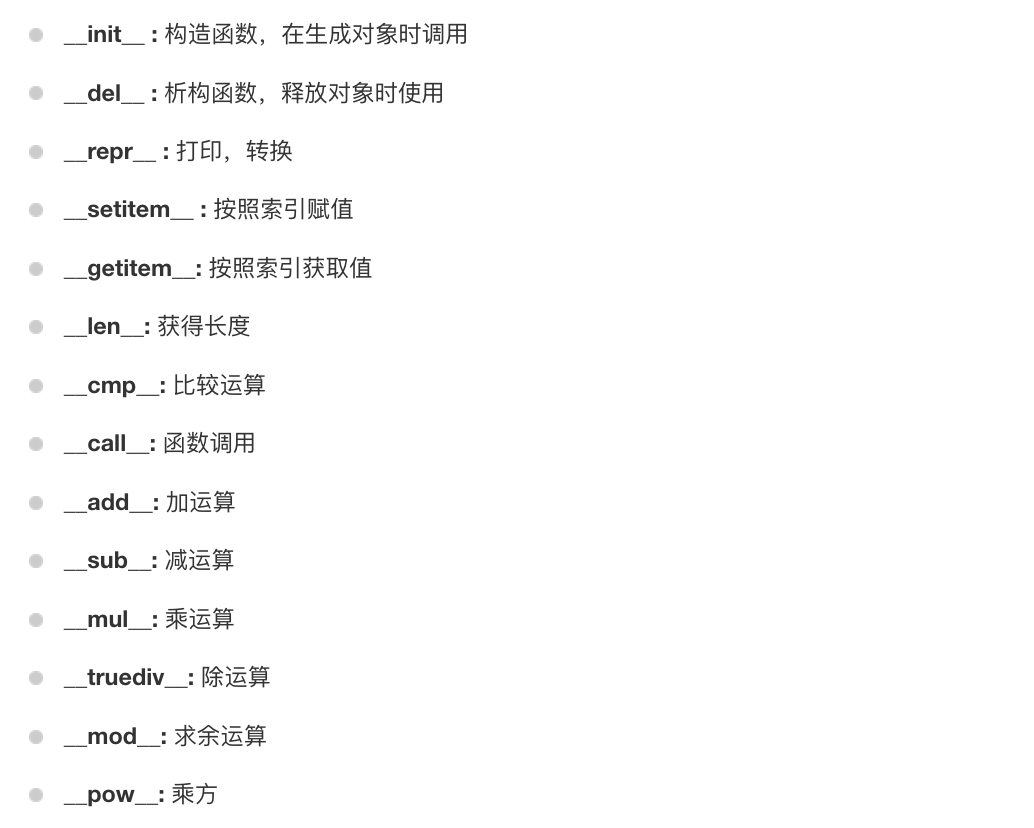 __init__ : 构造函数，在生成对象时调用
__del__ : 析构函数，释放对象时使用
__repr__ : 打印，转换
__setitem__ : 按照索引赋值
__getitem__: 按照索引获取值
__len__: 获得长度
__cmp__: 比较运算
__call__: 函数调用
__add__: 加运算
__sub__: 减运算
__mul__: 乘运算
__truediv__: 除运算
__mod__: 求余运算
__pow__: 乘方